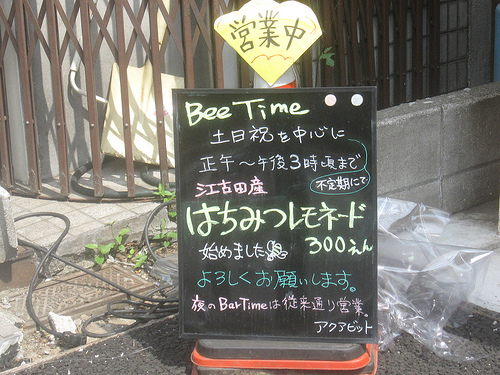 営業中
Bee Time
土日祝を中心に
正午～午後3時頃まで
不定期にて
江古田産
はちみつレモネード
始めました 300えん
よろしくお願いします。
夜のBarTimeは従来通り営業。
アクアビット